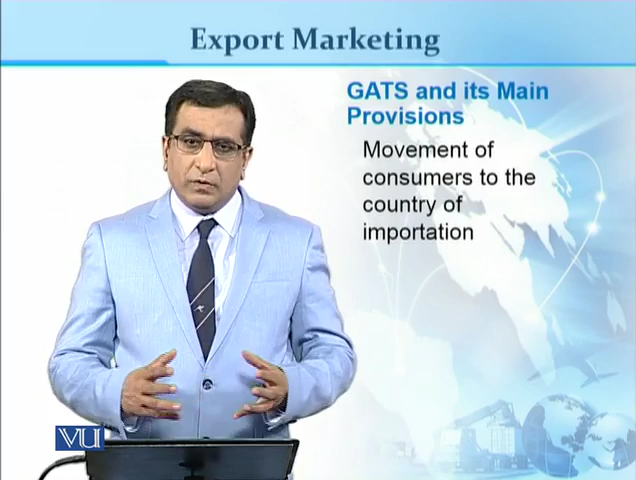 Export Marketing
GATS and its Main
Provisions
Movement of
consumers to the
country of
importation
VU